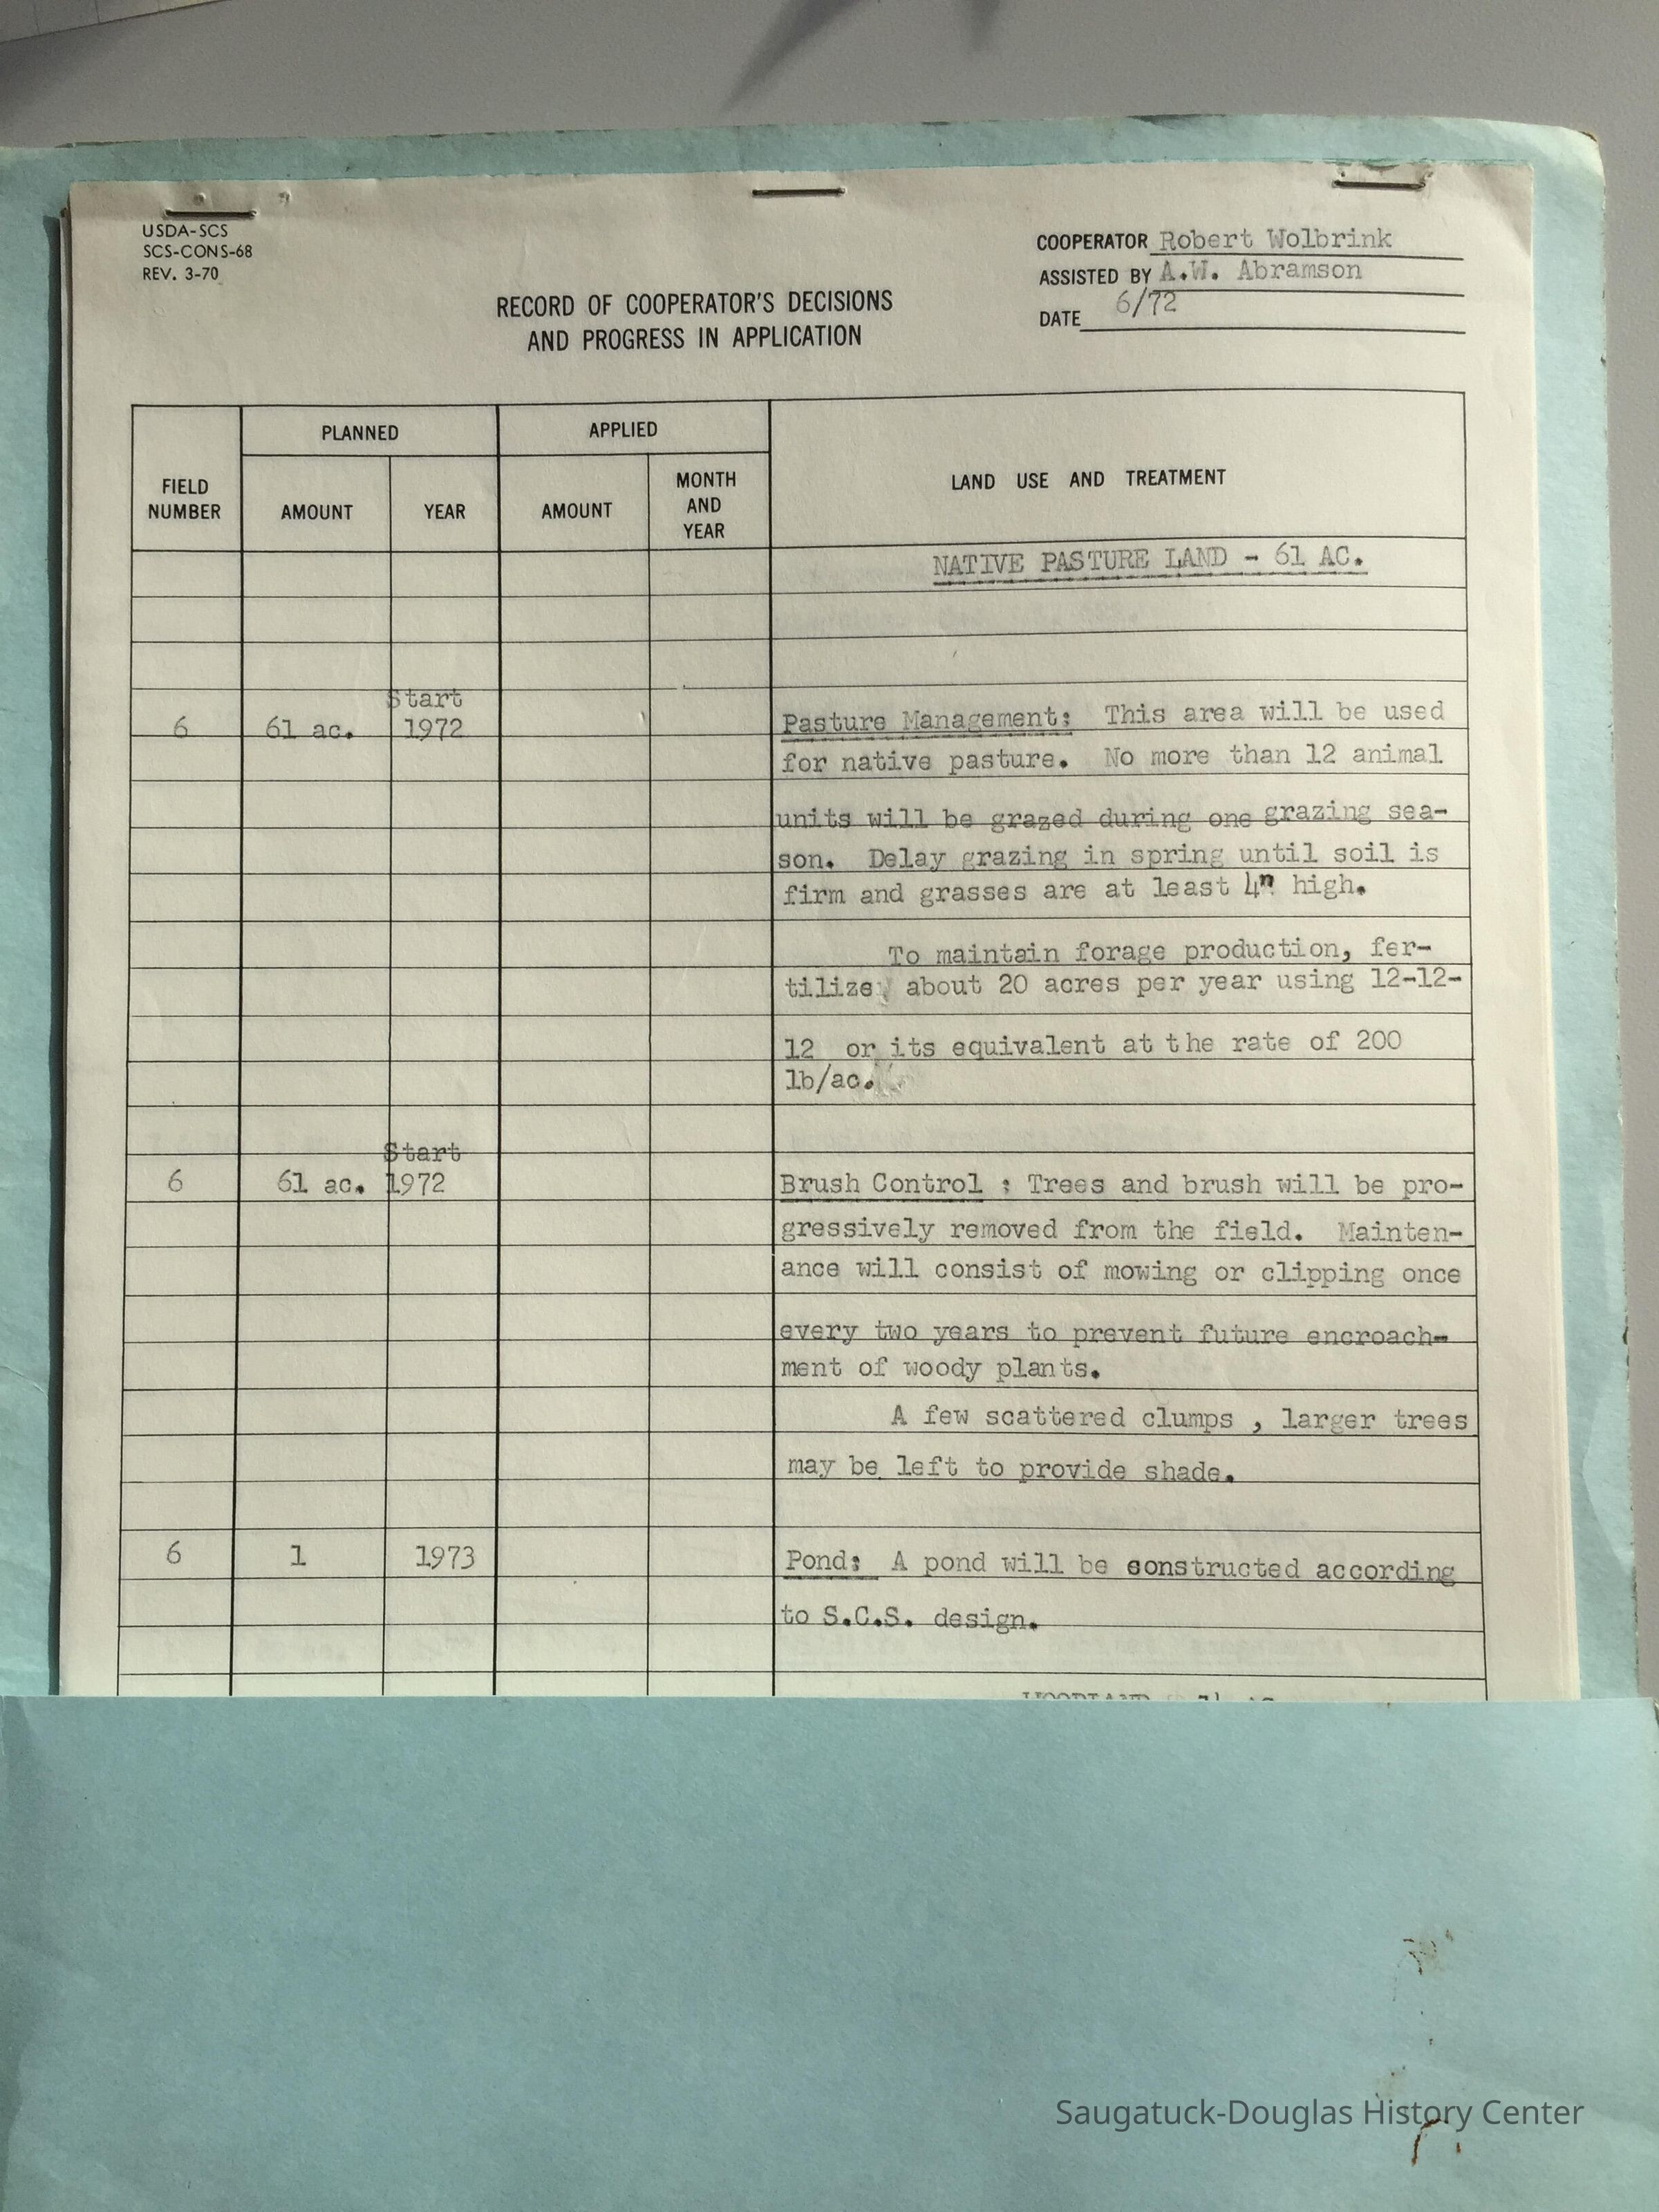 USDA-SCS
SCS-CONS-68
REV. 3-70
COOPERATOR Robert Wolbrink
ASSISTED BY A.W. Abramson
DATE 6/72
RECORD OF COOPERATOR'S DECISIONS
AND PROGRESS IN APPLICATION
PLANNED APPLIED
FIELD NUMBER AMOUNT YEAR AMOUNT MONTH AND YEAR LAND USE AND TREATMENT
NATIVE PASTURE LAND - 61 AC.
Start
6 61 ac. 1972 Pasture Management: This area will be used
for native pasture. No more than 12 animal
units will be grazed during one grazing sea-
son. Delay grazing in spring until soil is
firm and grasses are at least 4" high.
To maintain forage production, fer-
tilize about 20 acres per year using 12-12-
12 or its equivalent at the rate of 200
lb/ac.
Start
6 61 ac. 1972 Brush Control : Trees and brush will be pro-
gressively removed from the field. Mainten-
ance will consist of mowing or clipping once
every two years to prevent future encroach-
ment of woody plants.
A few scattered clumps , larger trees
may be left to provide shade.
6 1 1973 Pond: A pond will be constructed according
to S.C.S. design.
WOODLAND
Saugatuck-Douglas History Center